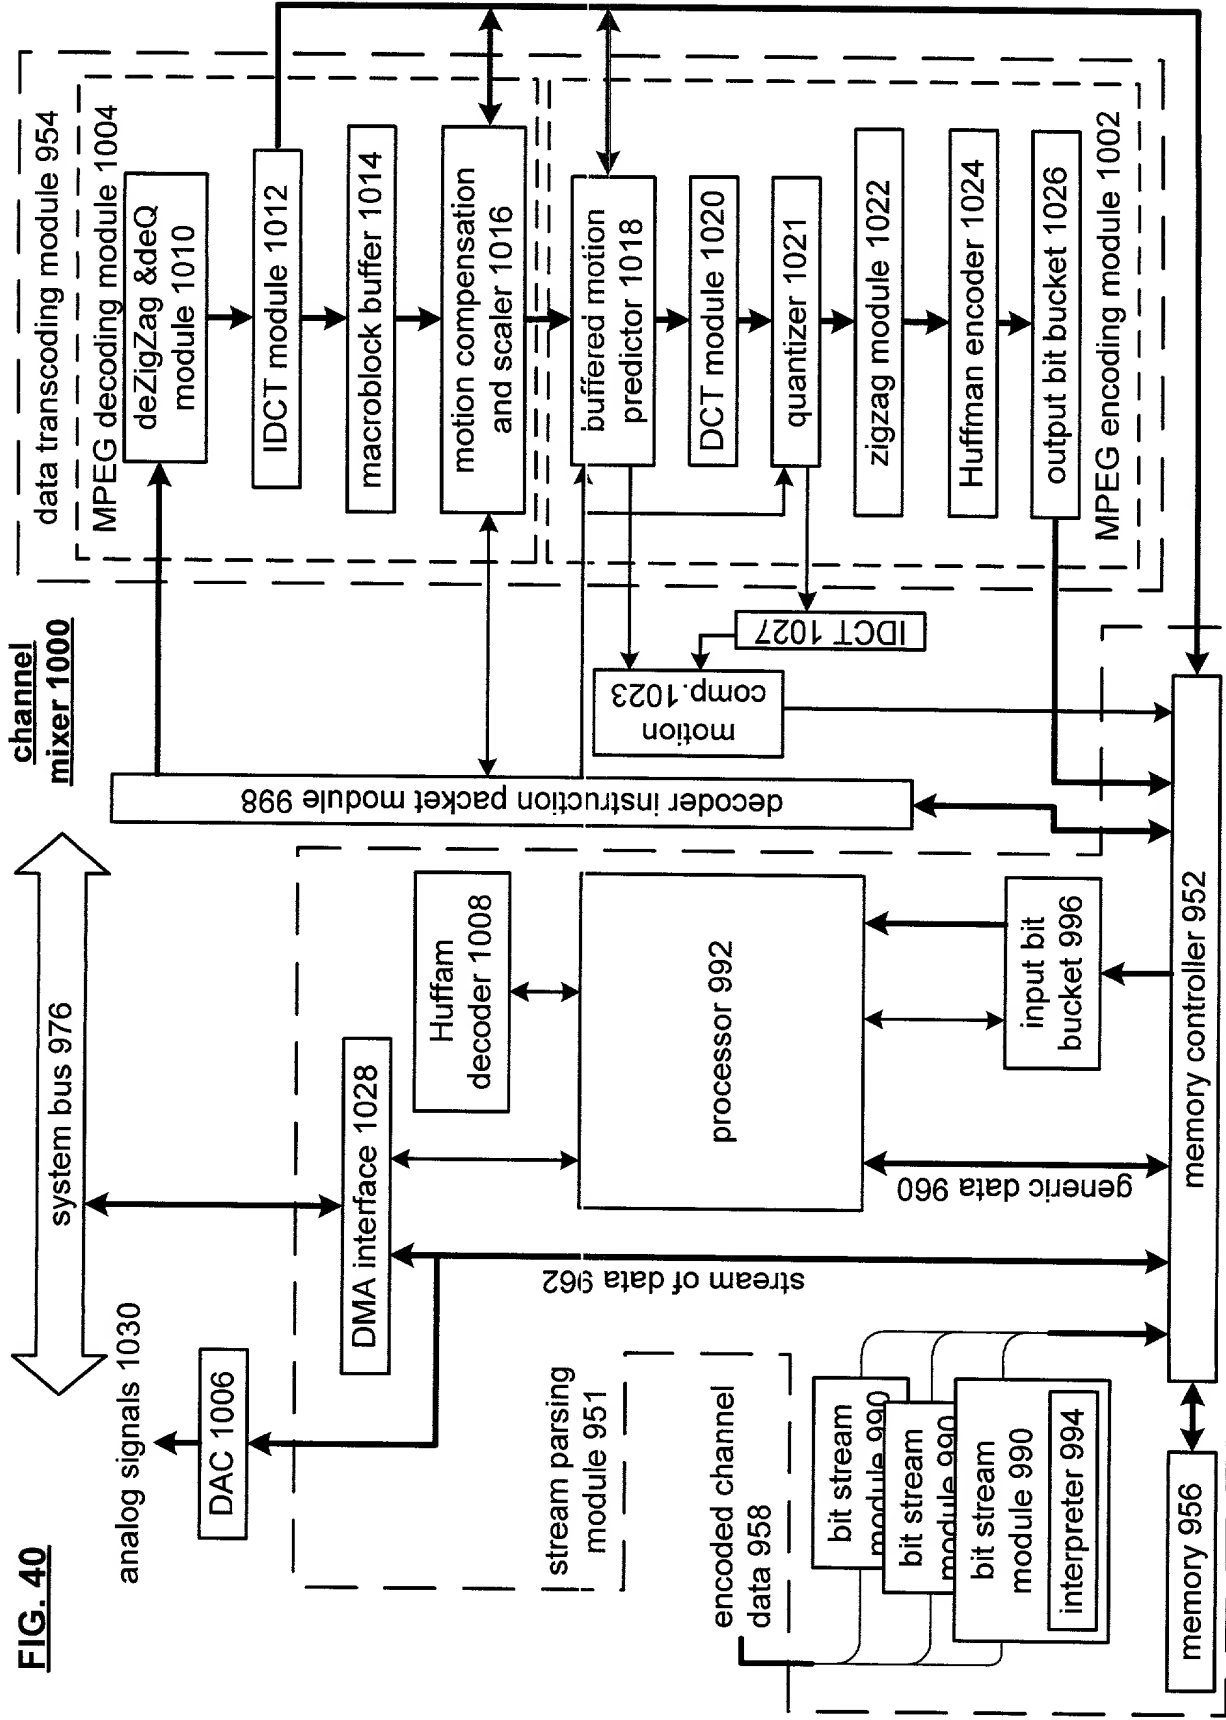 FIG. 40
channel
mixer 1000
system bus 976
analog signals 1030
DAC 1006
DMA interface 1028
stream parsing
module 951
encoded channel
data 958
bit stream
module 990
bit stream
module 990
bit stream
module 990
interpreter 994
memory 956
memory controller 952
stream of data 962
generic data 960
processor 992
Huffam
decoder 1008
input bit
bucket 996
decoder instruction packet module 998
motion
comp.1023
IDCT 1027
data transcoding module 954
MPEG decoding module 1004
deZigZag &deQ
module 1010
IDCT module 1012
macroblock buffer 1014
motion compensation
and scaler 1016
buffered motion
predictor 1018
DCT module 1020
quantizer 1021
zigzag module 1022
Huffman encoder 1024
output bit bucket 1026
MPEG encoding module 1002